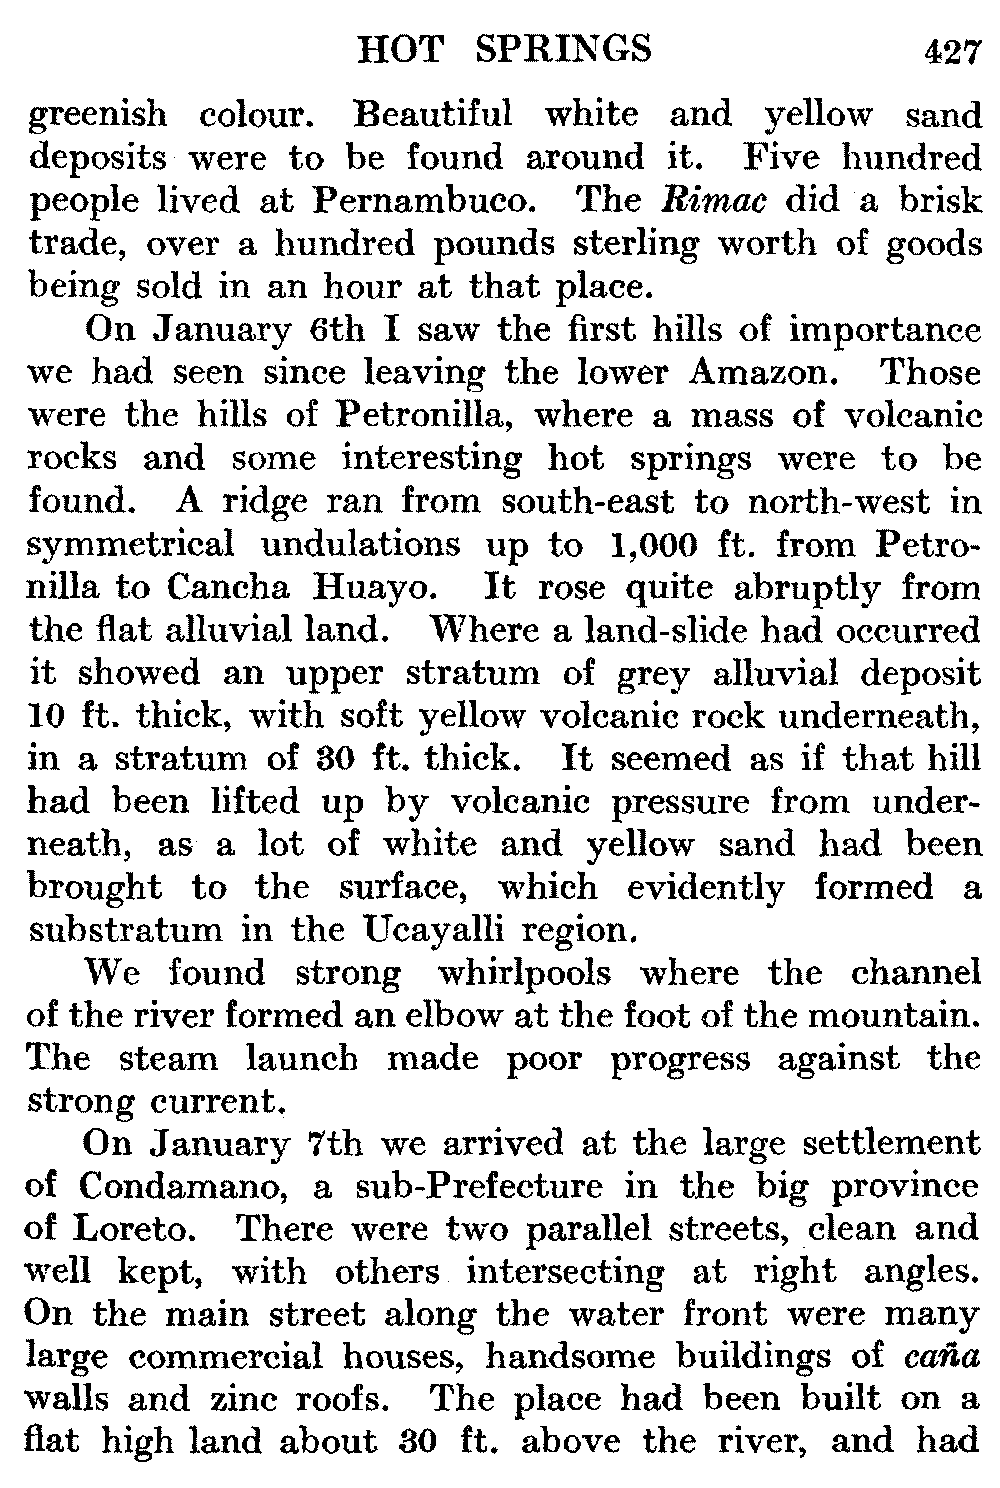 HOT SPRINGS 427
greenish colour. Beautiful white and yellow sand
deposits were to be found around it. Five hundred
people lived at Pernambuco. The Rimac did a brisk
trade, over a hundred pounds sterling worth of goods
being sold in an hour at that place.
On January 6th I saw the first hills of importance
we had seen since leaving the lower Amazon. Those
were the hills of Petronilla, where a mass of volcanic
rocks and some interesting hot springs were to be
found. A ridge ran from south-east to north-west in
symmetrical undulations up to 1,000 ft. from Petro-
nilla to Cancha Huayo. It rose quite abruptly from
the flat alluvial land. Where a land-slide had occurred
it showed an upper stratum of grey alluvial deposit
10 ft. thick, with soft yellow volcanic rock underneath,
in a stratum of 30 ft. thick. It seemed as if that hill
had been lifted up by volcanic pressure from under-
neath, as a lot of white and yellow sand had been
brought to the surface, which evidently formed a
substratum in the Ucayalli region.
We found strong whirlpools where the channel
of the river formed an elbow at the foot of the mountain.
The steam launch made poor progress against the
strong current.
On January 7th we arrived at the large settlement
of Condamano, a sub-Prefecture in the big province
of Loreto. There were two parallel streets, clean and
well kept, with others intersecting at right angles.
On the main street along the water front were many
large commercial houses, handsome buildings of caña
walls and zinc roofs. The place had been built on a
flat high land about 30 ft. above the river, and had